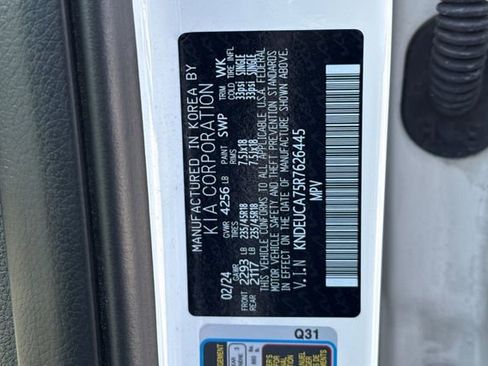 MANUFACTURED IN KOREA BY
KIA CORPORATION
02/24 GVWR 4256 LB SWP TRIM WK
GAWR TIRES RIMS COLD TIRE INFL
FRONT 2293 LB 235/45R18 7.5JX18 33psi SINGLE
REAR 2117 LB 235/45R18 7.5JX18 33psi SINGLE
THIS VEHICLE CONFORMS TO ALL APPLICABLE U.S.A. FEDERAL
MOTOR VEHICLE SAFETY AND THEFT PREVENTION STANDARDS
IN EFFECT ON THE DATE OF MANUFACTURE SHOWN ABOVE.
V.I.N KNDEUCA75R7626445
MPV
Q31